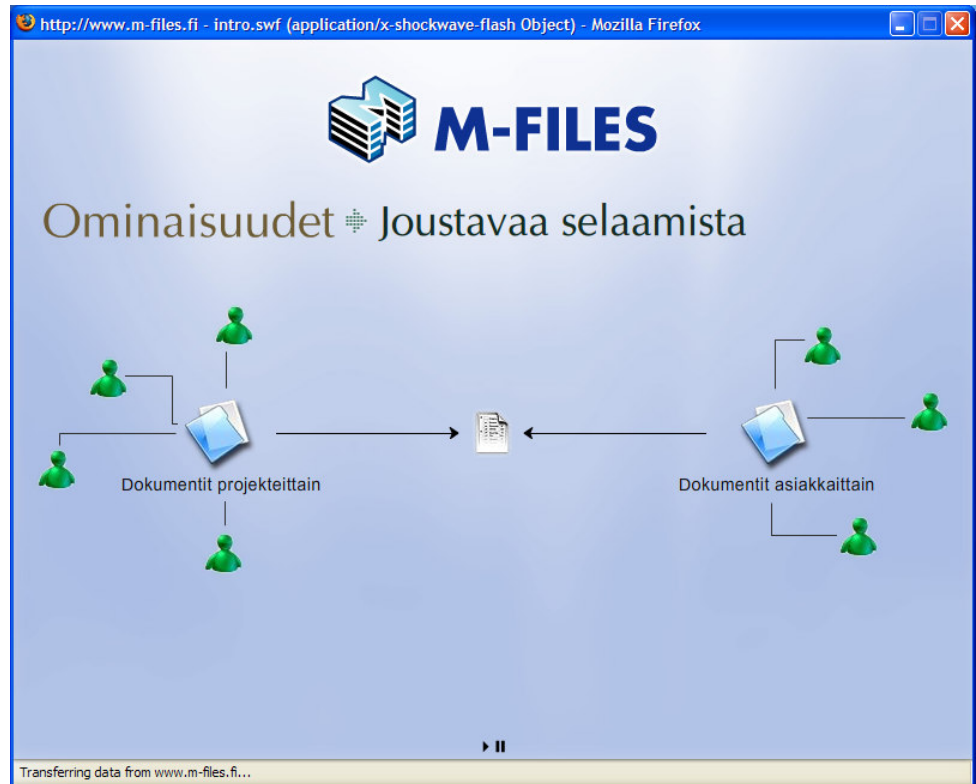 http://www.m-files.fi - intro.swf (application/x-shockwave-flash Object) - Mozilla Firefox
M-FILES
Ominaisuudet Joustavaa selaamista
Dokumentit projekteittain
Dokumentit asiakkaittain
Transferring data from www.m-files.fi...